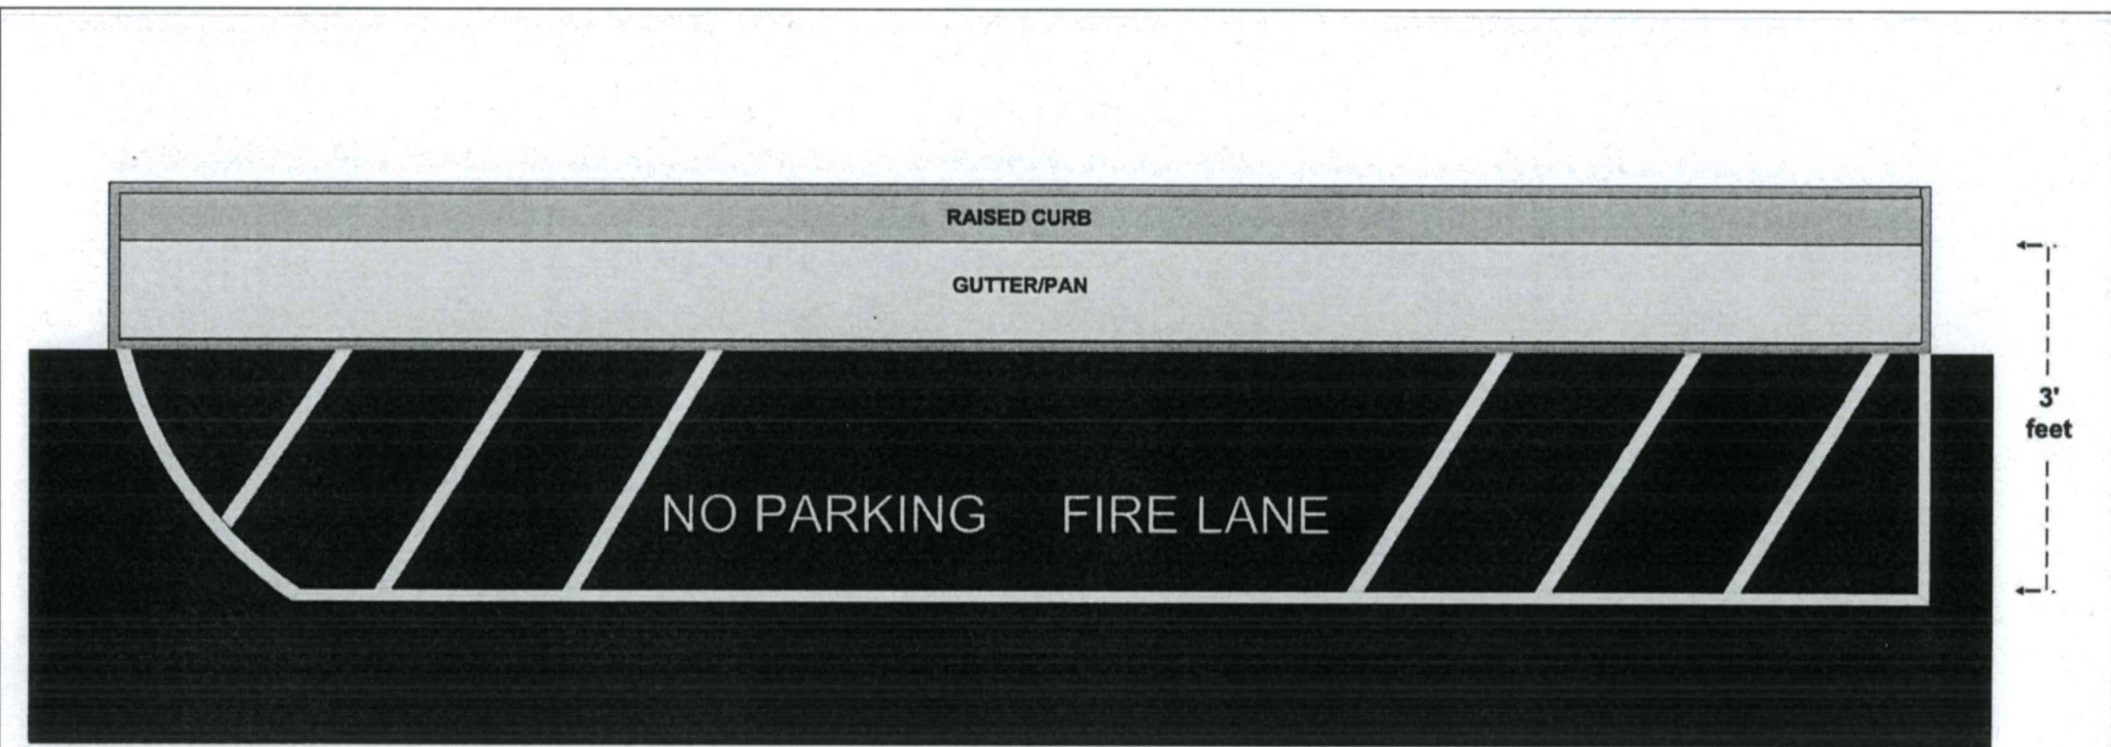 RAISED CURB
GUTTER/PAN
3'
feet
NO PARKING FIRE LANE